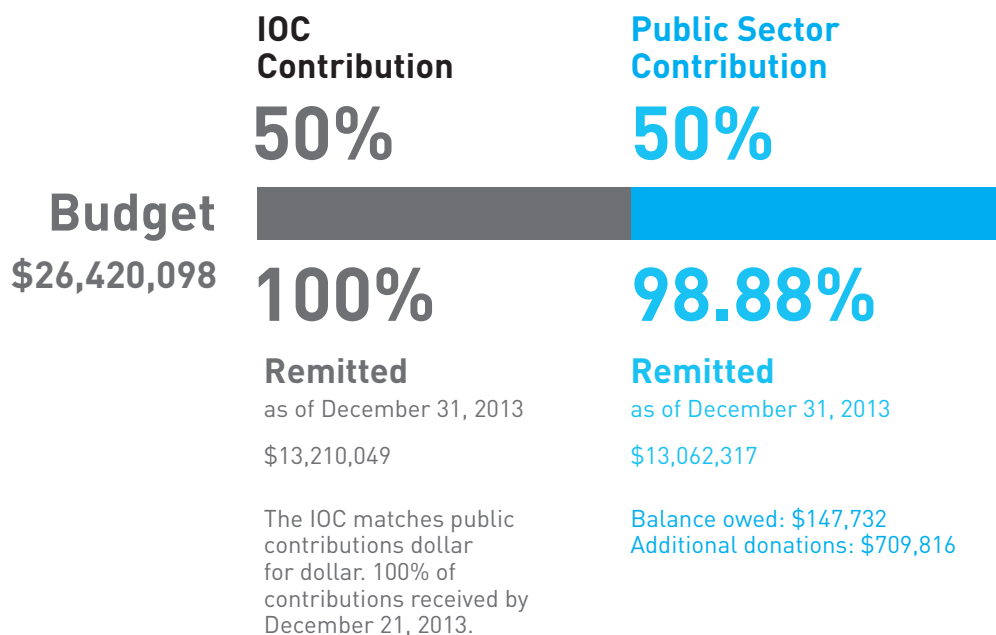 IOC
Contribution
50%
Public Sector
Contribution
50%
Budget
$26,420,098
100%
Remitted
as of December 31, 2013
$13,210,049
The IOC matches public
contributions dollar
for dollar. 100% of
contributions received by
December 21, 2013.
98.88%
Remitted
as of December 31, 2013
$13,062,317
Balance owed: $147,732
Additional donations: $709,816